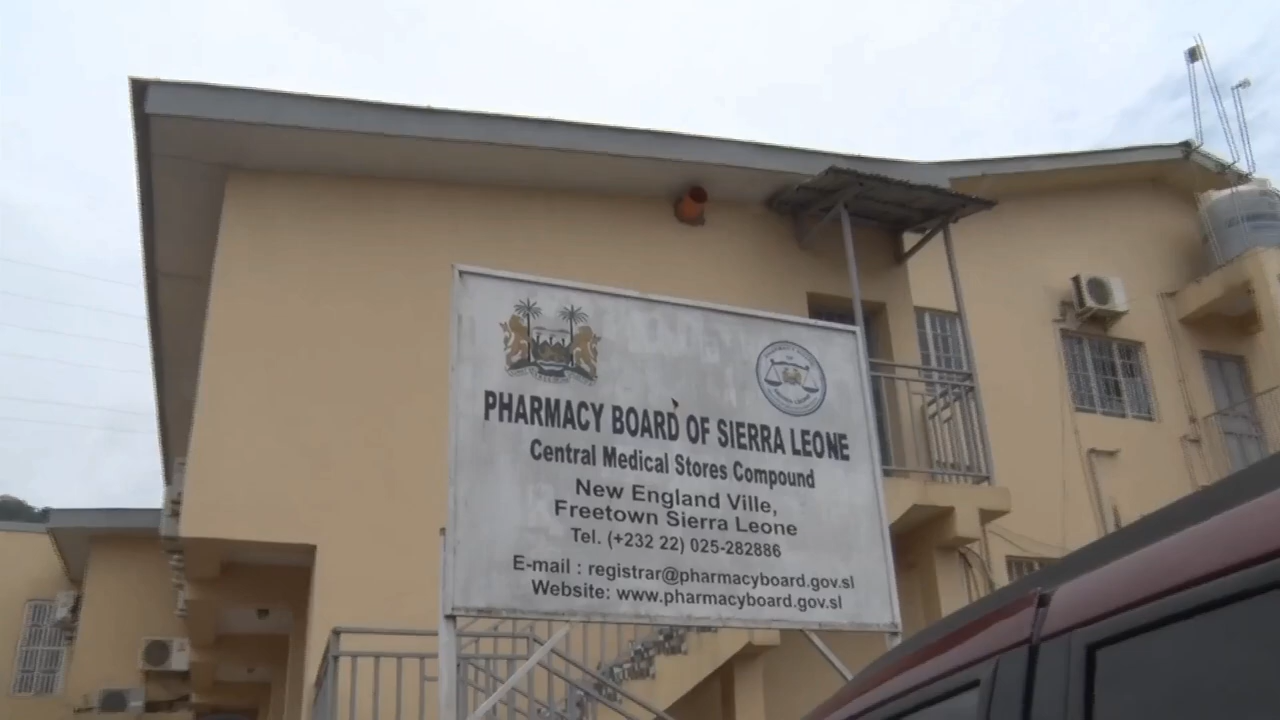 PHARMACY BOARD OF SIERRA LEONE
Central Medical Stores Compound
New England Ville,
Freetown Sierra Leone
Tel. (+232 22) 025-282886
E-mail : registrar@pharmacyboard.gov.sl
Website: www.pharmacyboard.gov.sl